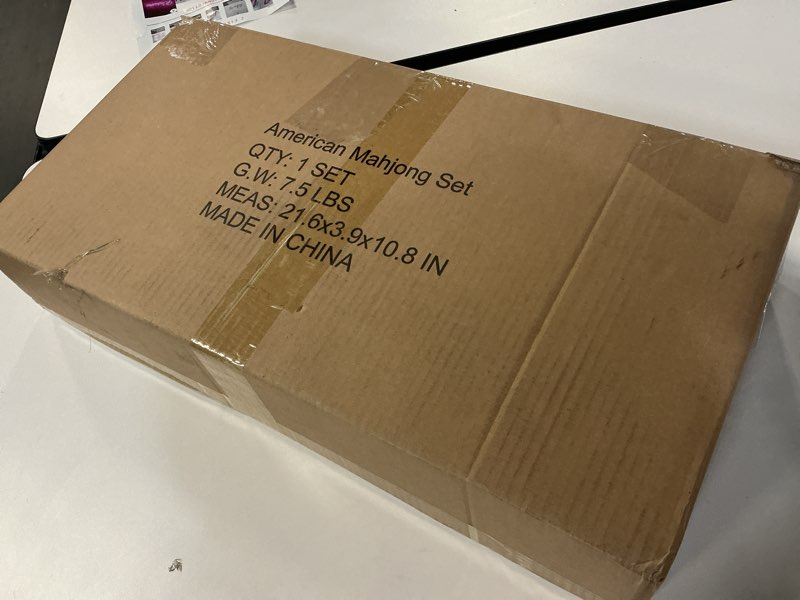 American Mahjong Set
QTY: 1 SET
G.W: 7.5 LBS
MEAS: 21.6x3.9x10.8 IN
MADE IN CHINA